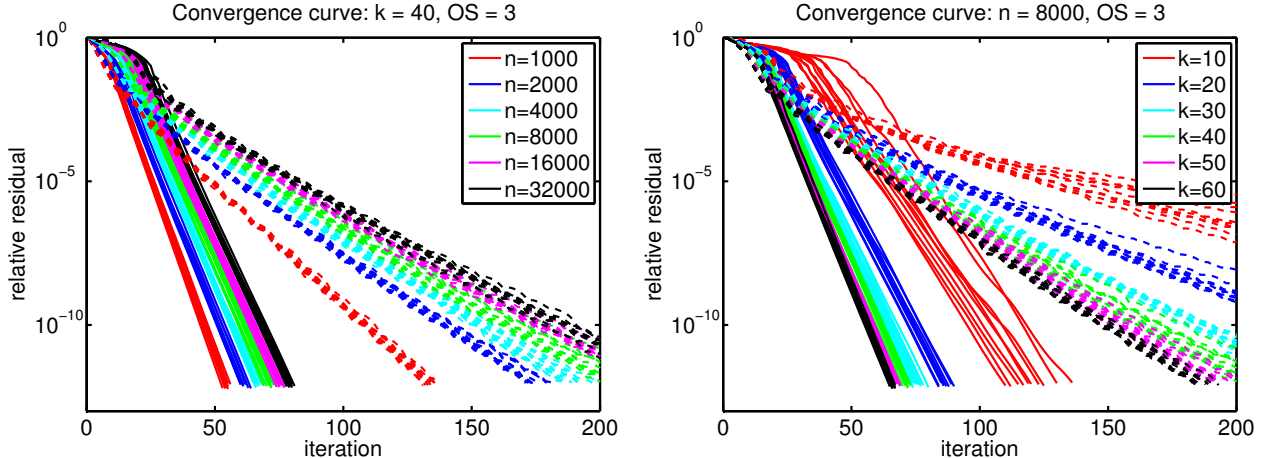 Convergence curve: k = 40, OS = 3
10^0
10^-5
10^-10
relative residual
0
50
100
150
200
iteration
n=1000
n=2000
n=4000
n=8000
n=16000
n=32000
Convergence curve: n = 8000, OS = 3
10^0
10^-5
10^-10
relative residual
0
50
100
150
200
iteration
k=10
k=20
k=30
k=40
k=50
k=60